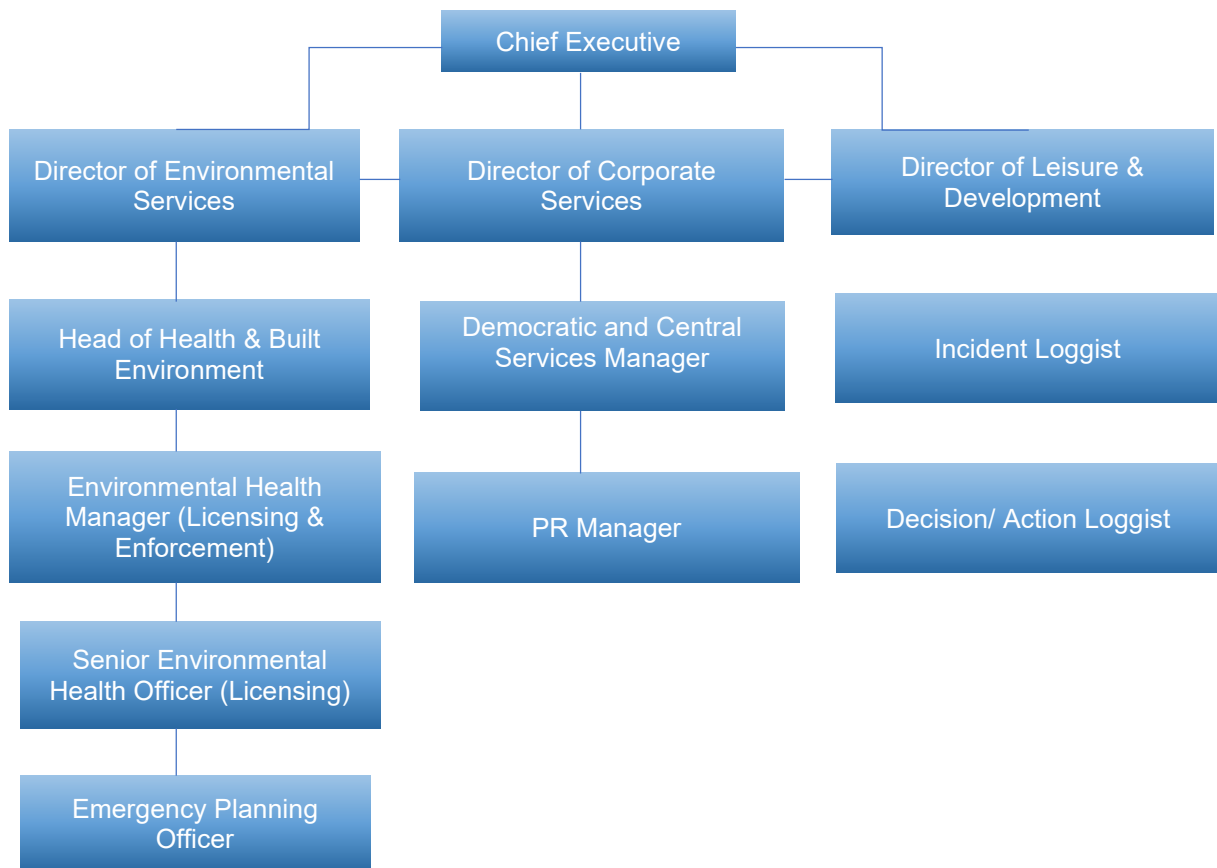 Chief Executive
Director of Environmental
Services
Director of Corporate
Services
Director of Leisure &
Development
Head of Health & Built
Environment
Democratic and Central
Services Manager
Incident Loggist
Environmental Health
Manager (Licensing &
Enforcement)
PR Manager
Decision/ Action Loggist
Senior Environmental
Health Officer (Licensing)
Emergency Planning
Officer